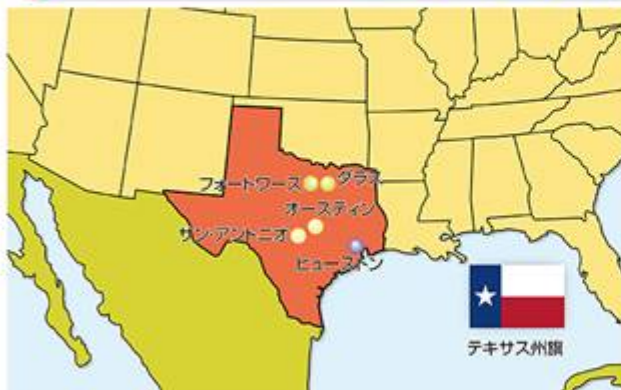 フォートワース
ダラス
オースティン
サン・アントニオ
ヒューストン
テキサス州旗